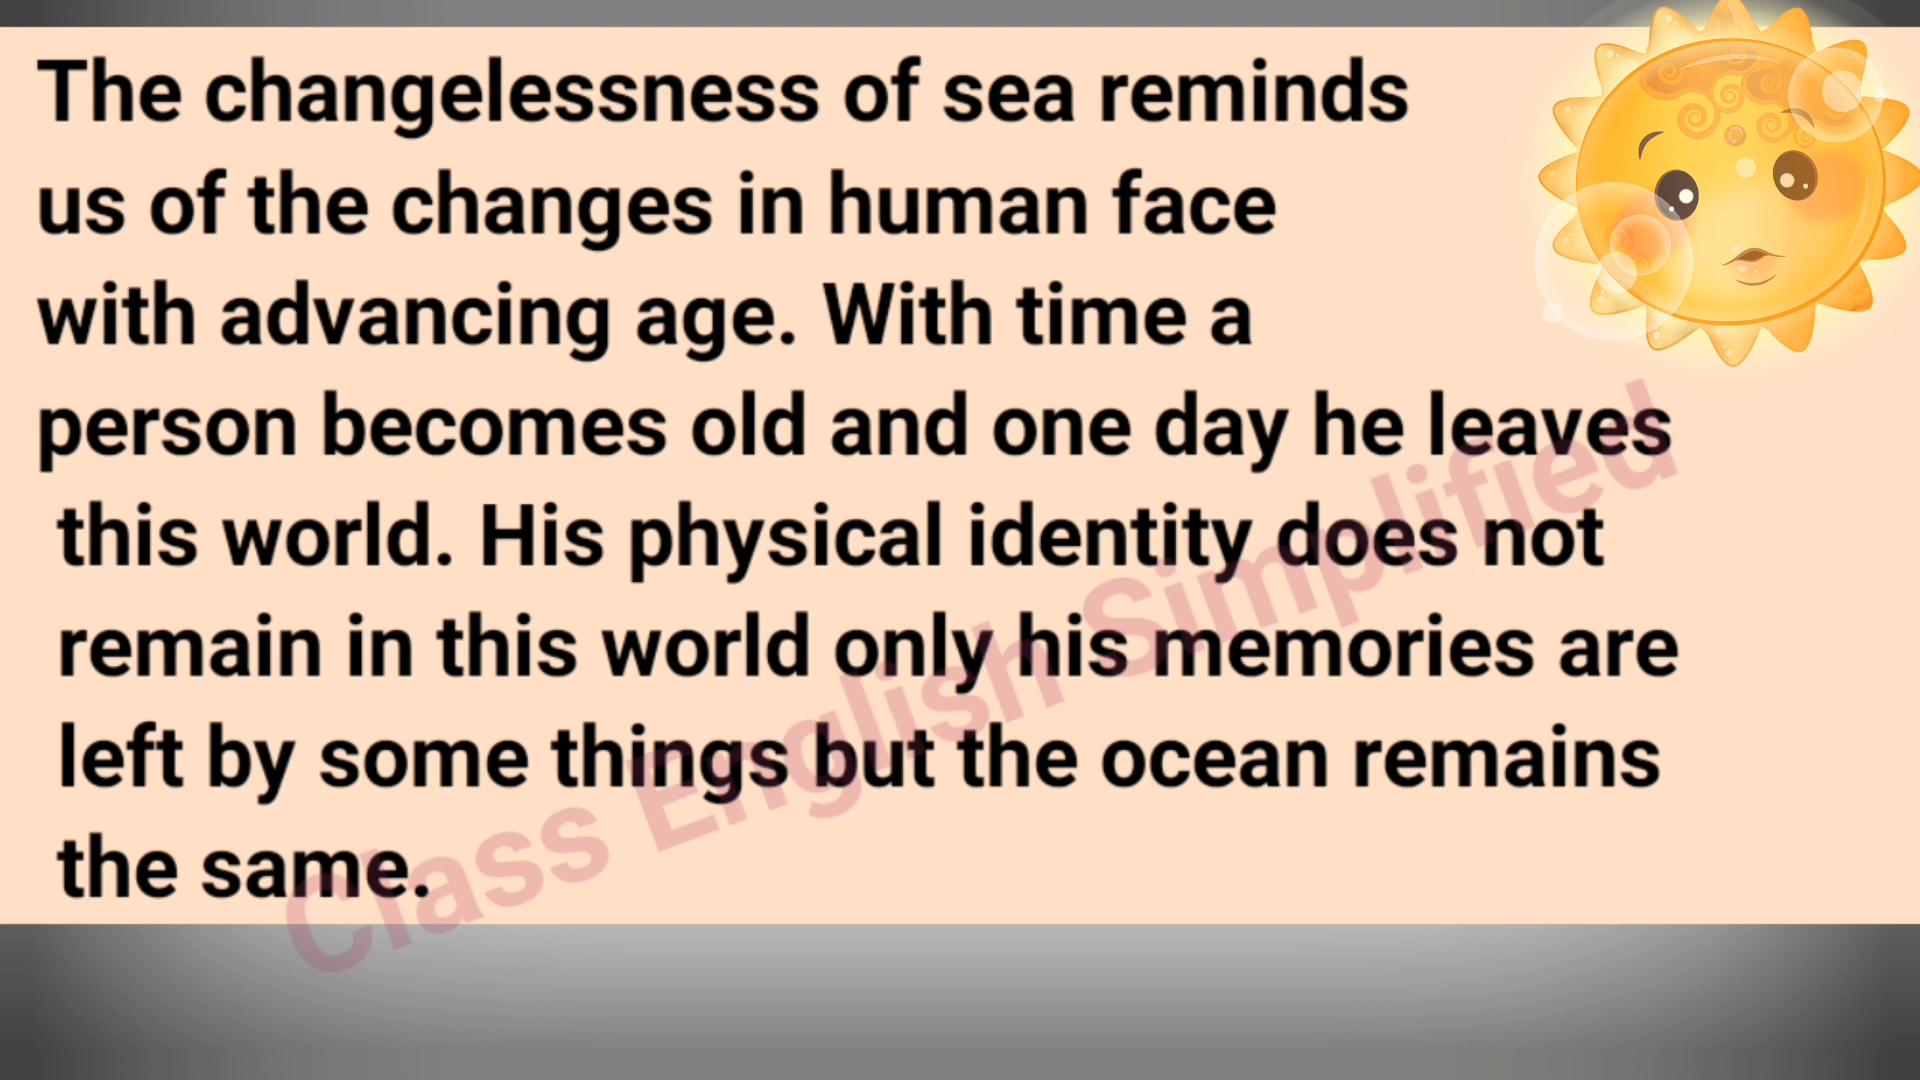 The changelessness of sea reminds
us of the changes in human face
with advancing age. With time a
person becomes old and one day he leaves
this world. His physical identity does not
remain in this world only his memories are
left by some things but the ocean remains
the same.
Class English Simplified